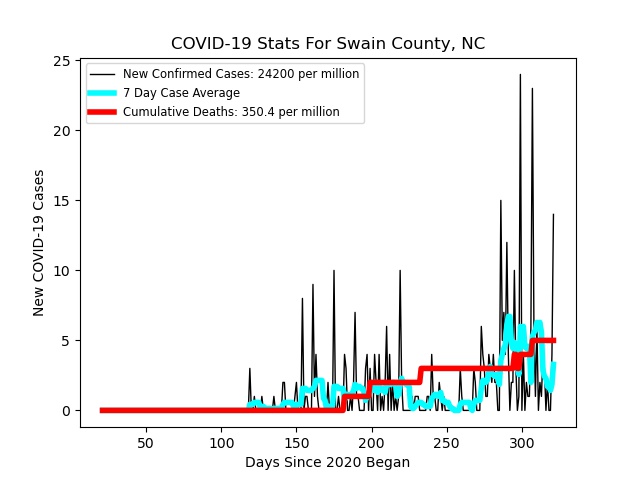 COVID-19 Stats For Swain County, NC
New Confirmed Cases: 24200 per million
7 Day Case Average
Cumulative Deaths: 350.4 per million
New COVID-19 Cases
25
20
15
10
5
0
50
100
150
200
250
300
Days Since 2020 Began